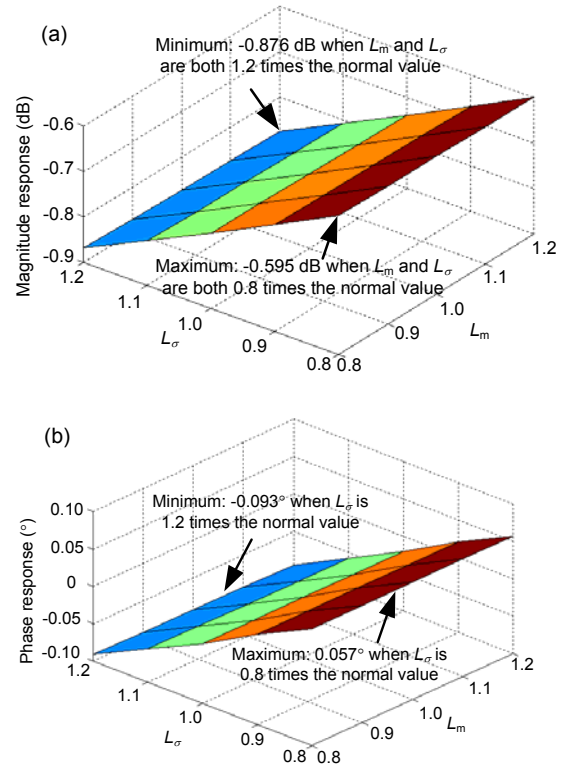 (a)
Minimum: -0.876 dB when Lm and Lσ
are both 1.2 times the normal value
Magnitude response (dB)
-0.6
-0.7
-0.8
-0.9
Maximum: -0.595 dB when Lm and Lσ
are both 0.8 times the normal value
1.2
1.1
1.0
0.9
0.8
Lσ
0.8
0.9
1.0
1.1
1.2
Lm
(b)
Minimum: -0.093° when Lσ is
1.2 times the normal value
Phase response (°)
0.10
0.05
0
-0.05
-0.10
Maximum: 0.057° when Lσ is
0.8 times the normal value
1.2
1.1
1.0
0.9
0.8
Lσ
0.8
0.9
1.0
1.1
1.2
Lm